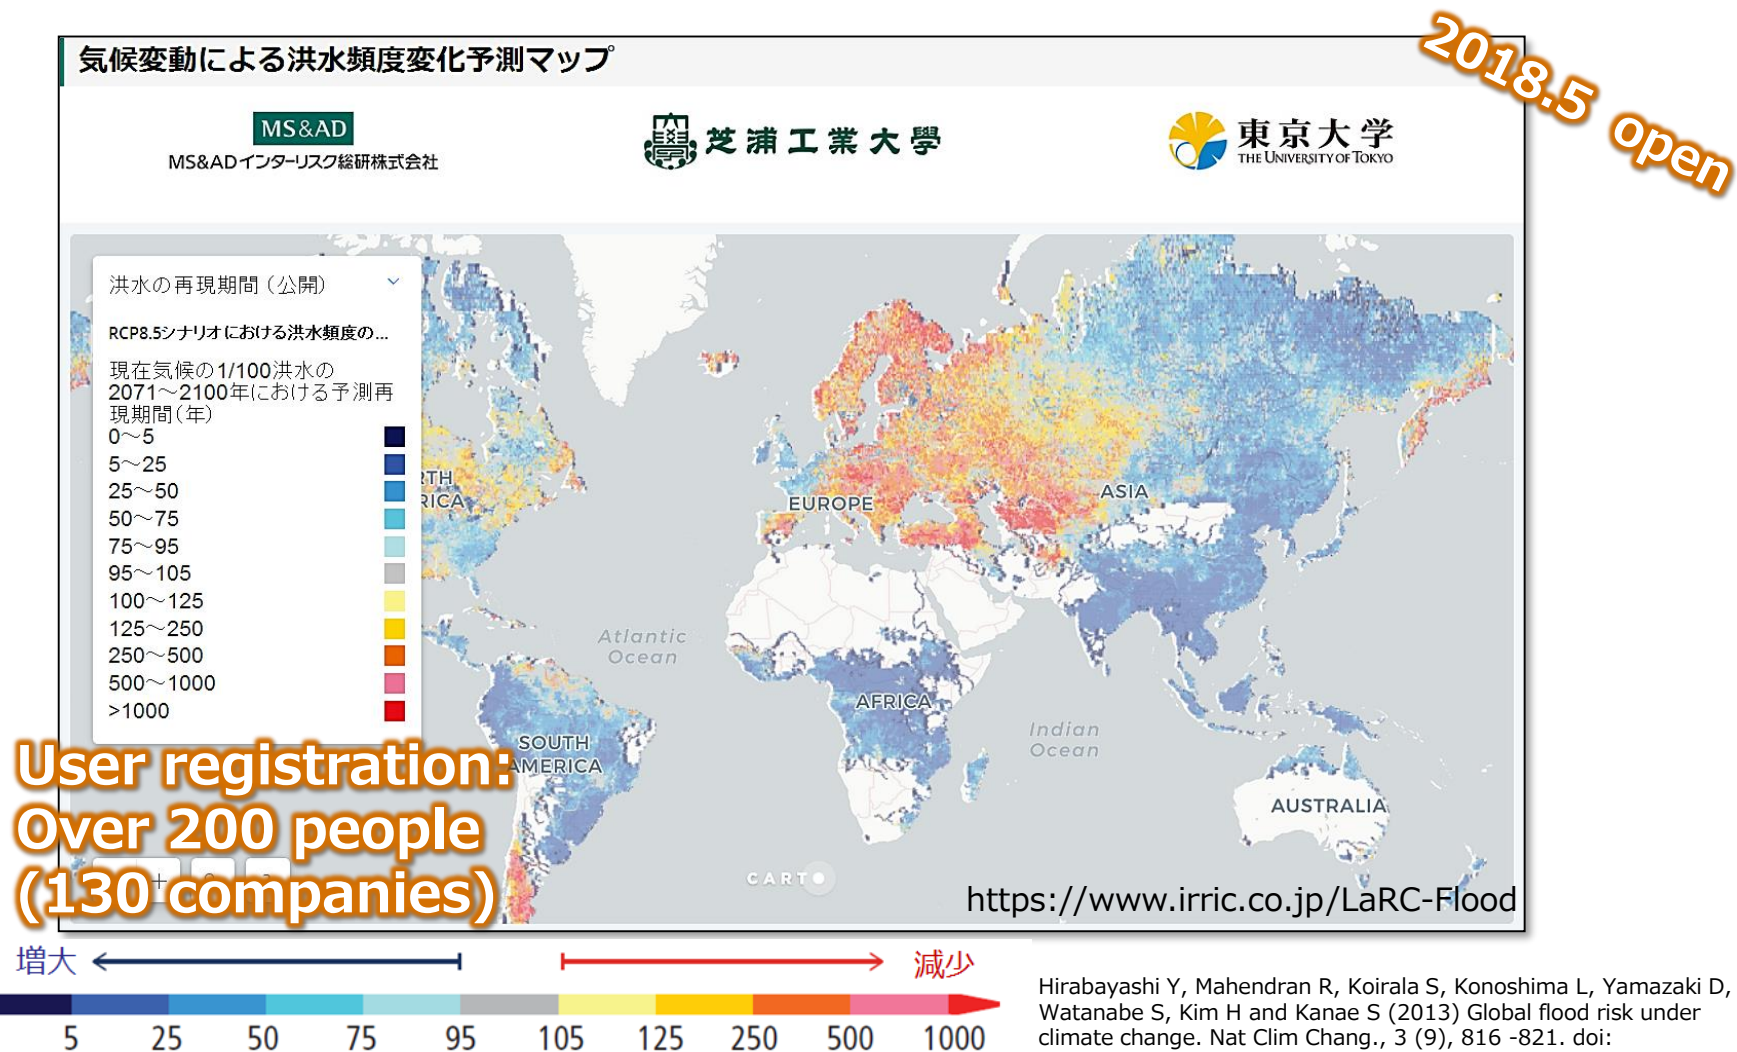 気候変動による洪水頻度変化予測マップ
2018.5 open
MS&AD
MS&ADインターリスク総研株式会社
芝浦工業大學
東京大学
THE UNIVERSITY OF TOKYO
洪水の再現期間（公開）
RCP8.5シナリオにおける洪水頻度の...
現在気候の1/100洪水の
2071～2100年における予測再
現期間(年)
0～5
5～25
25～50
50～75
75～95
95～105
100～125
125～250
250～500
500～1000
>1000
RTH
RICA
EUROPE
ASIA
Atlantic
Ocean
AFRICA
Indian
Ocean
SOUTH
AMERICA
AUSTRALIA
User registration:
Over 200 people
(130 companies)
CARTO
https://www.irric.co.jp/LaRC-Flood
増大
減少
5 25 50 75 95 105 125 250 500 1000
Hirabayashi Y, Mahendran R, Koirala S, Konoshima L, Yamazaki D,
Watanabe S, Kim H and Kanae S (2013) Global flood risk under
climate change. Nat Clim Chang., 3 (9), 816 -821. doi: